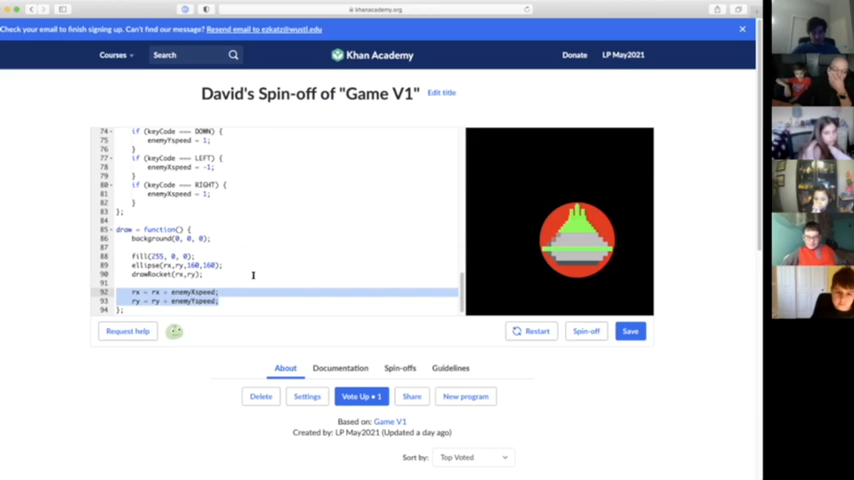 khanacademy.org
Check your email to finish signing up. Can't find our message? Resend email to ezkatz@wustl.edu
Courses
Search
Khan Academy
Donate
LP May2021
David's Spin-off of "Game V1"
Edit title
74 if (keyCode === DOWN) {
75 enemyYspeed = 1;
76 }
77 if (keyCode === LEFT) {
78 enemyXspeed = -1;
79 }
80 if (keyCode === RIGHT) {
81 enemyXspeed = 1;
82 }
83 };
84
85 draw = function() {
86 background(0, 0, 0);
87
88 fill(255, 0, 0);
89 ellipse(rx,ry,160,160);
90 drawRocket(rx,ry);
91
92 rx = rx + enemyXspeed;
93 ry = ry + enemyYspeed;
94 };
Request help
Restart
Spin-off
Save
About
Documentation
Spin-offs
Guidelines
Delete
Settings
Vote Up • 1
Share
New program
Based on: Game V1
Created by: LP May2021 (Updated a day ago)
Sort by:
Top Voted